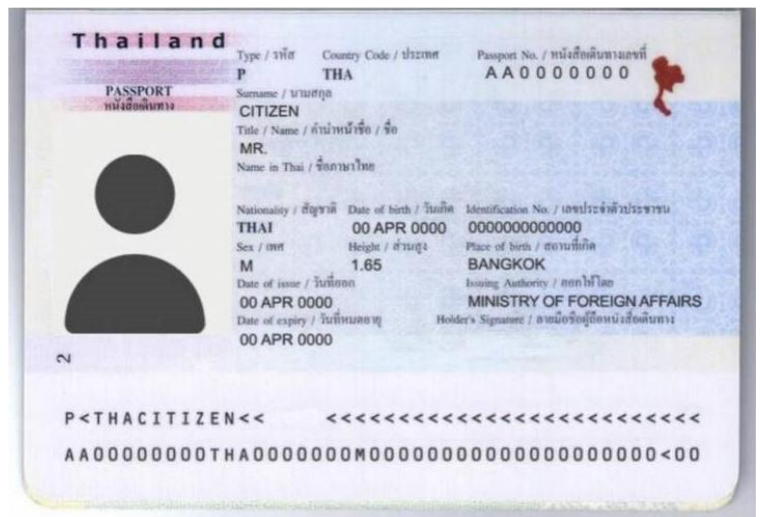 Thailand
Type / รหัส Country Code / ประเทศ Passport No. / หนังสือเดินทางเลขที่
P THA AA0000000
PASSPORT
หนังสือเดินทาง
Surname / นามสกุล
CITIZEN
Title / Name / คำนำหน้าชื่อ / ชื่อ
MR.
Name in Thai / ชื่อภาษาไทย
Nationality / สัญชาติ Date of birth / วันเกิด Identification No. / เลขประจำตัวประชาชน
THAI 00 APR 0000 0000000000000
Sex / เพศ Height / ส่วนสูง Place of birth / สถานที่เกิด
M 1.65 BANGKOK
Date of issue / วันที่ออก Issuing Authority / ออกให้โดย
00 APR 0000 MINISTRY OF FOREIGN AFFAIRS
Date of expiry / วันที่หมดอายุ Holder's Signature / ลายมือชื่อผู้ถือหนังสือเดินทาง
00 APR 0000
2
P<THACITIZEN<< <<<<<<<<<<<<<<<<<<<<<<<<<<
AA00000000THA0000000M00000000000000000000000<00